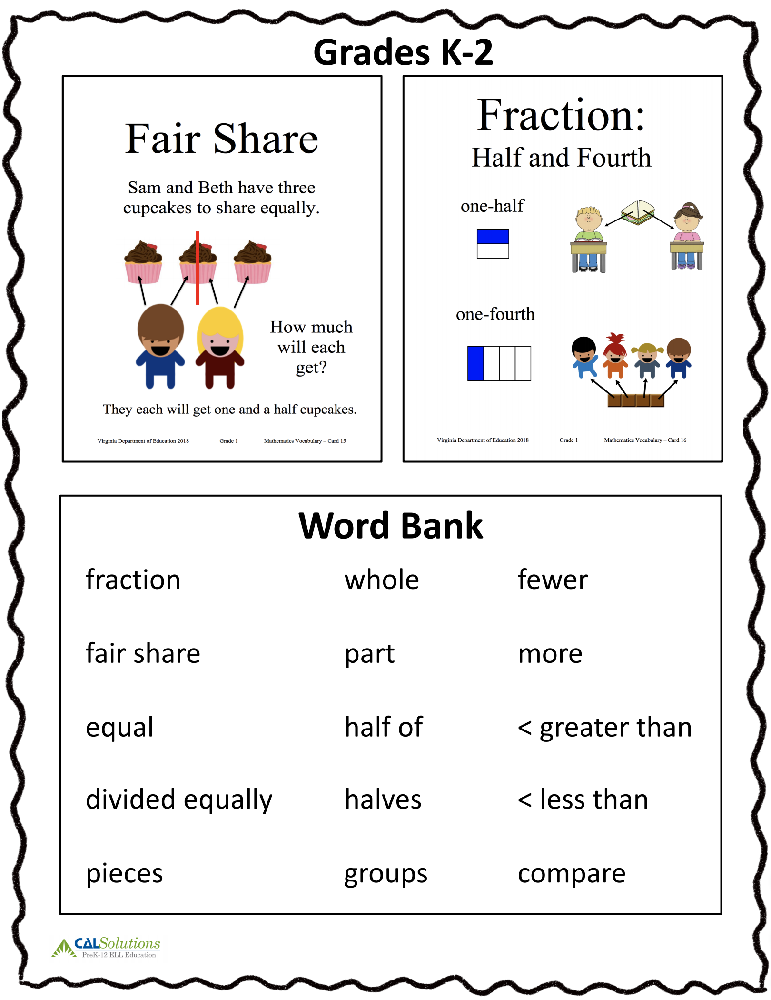 Grades K-2
Fair Share
Sam and Beth have three
cupcakes to share equally.
How much
will each
get?
They each will get one and a half cupcakes.
Virginia Department of Education 2018 Grade 1 Mathematics Vocabulary – Card 15
Fraction:
Half and Fourth
one-half
one-fourth
Virginia Department of Education 2018 Grade 1 Mathematics Vocabulary – Card 16
Word Bank
fraction whole fewer
fair share part more
equal half of < greater than
divided equally halves < less than
pieces groups compare
CALSolutions
PreK-12 ELL Education